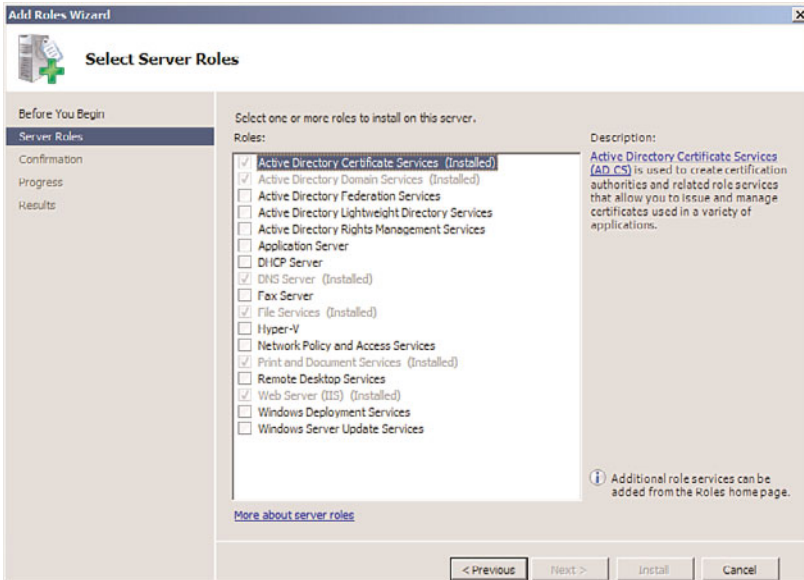 Add Roles Wizard
Select Server Roles
Before You Begin
Server Roles
Confirmation
Progress
Results
Select one or more roles to install on this server.
Roles:
Active Directory Certificate Services (Installed)
Active Directory Domain Services (Installed)
Active Directory Federation Services
Active Directory Lightweight Directory Services
Active Directory Rights Management Services
Application Server
DHCP Server
DNS Server (Installed)
Fax Server
File Services (Installed)
Hyper-V
Network Policy and Access Services
Print and Document Services (Installed)
Remote Desktop Services
Web Server (IIS) (Installed)
Windows Deployment Services
Windows Server Update Services
More about server roles
Description:
Active Directory Certificate Services
(AD CS) is used to create certification
authorities and related role services
that allow you to issue and manage
certificates used in a variety of
applications.
Additional role services can be
added from the Roles home page.
< Previous
Next >
Install
Cancel